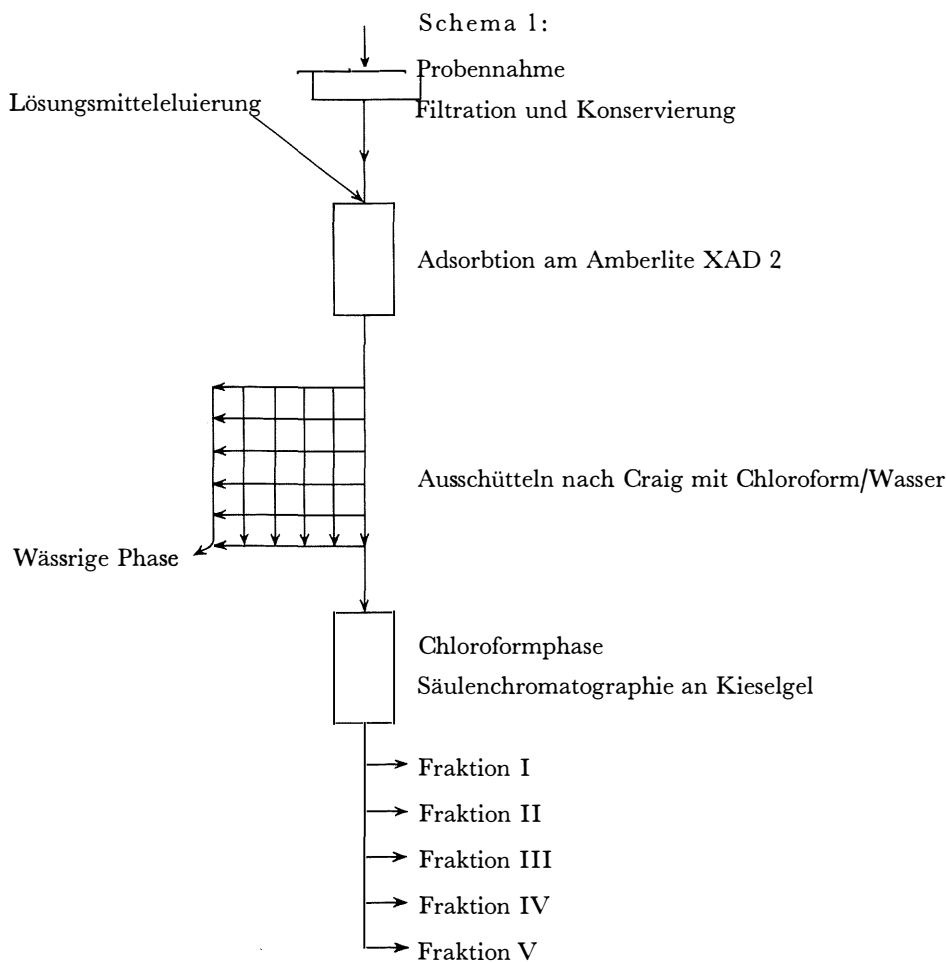 Schema 1:
Probennahme
Lösungsmitteleluierung
Filtration und Konservierung
Adsorbtion am Amberlite XAD 2
Ausschütteln nach Craig mit Chloroform/Wasser
Wässrige Phase
Chloroformphase
Säulenchromatographie an Kieselgel
Fraktion I
Fraktion II
Fraktion III
Fraktion IV
Fraktion V